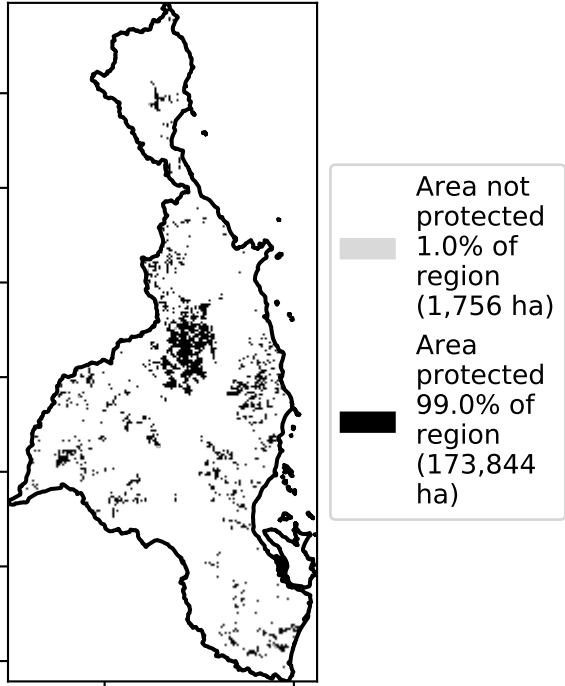 Area not
protected
1.0% of
region
(1,756 ha)
Area
protected
99.0% of
region
(173,844
ha)